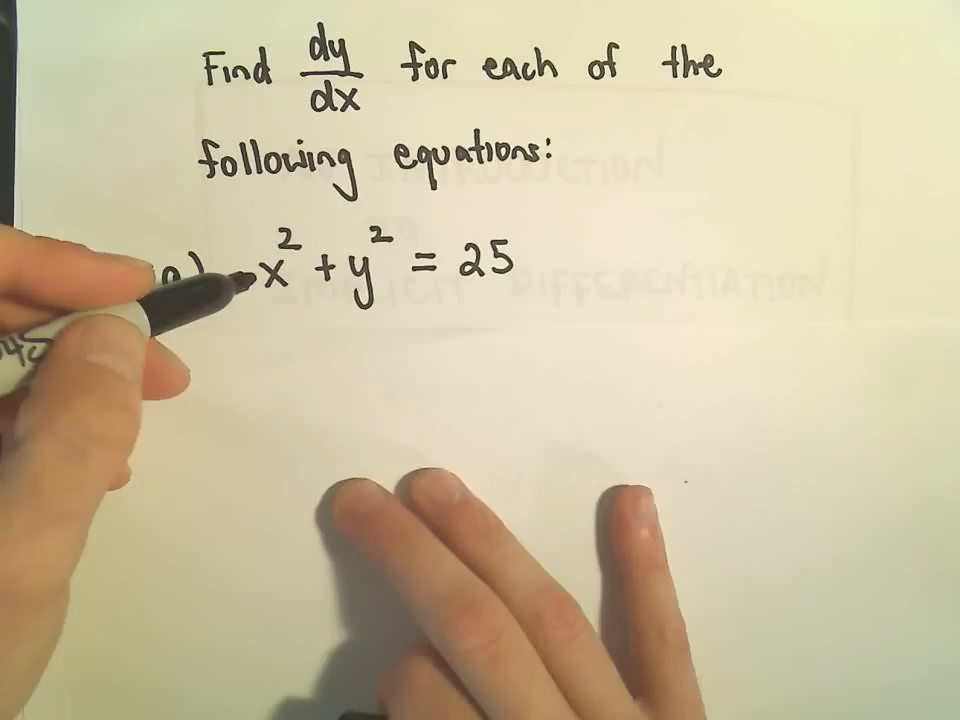 Find dy/dx for each of the
following equations:
a) x² + y² = 25